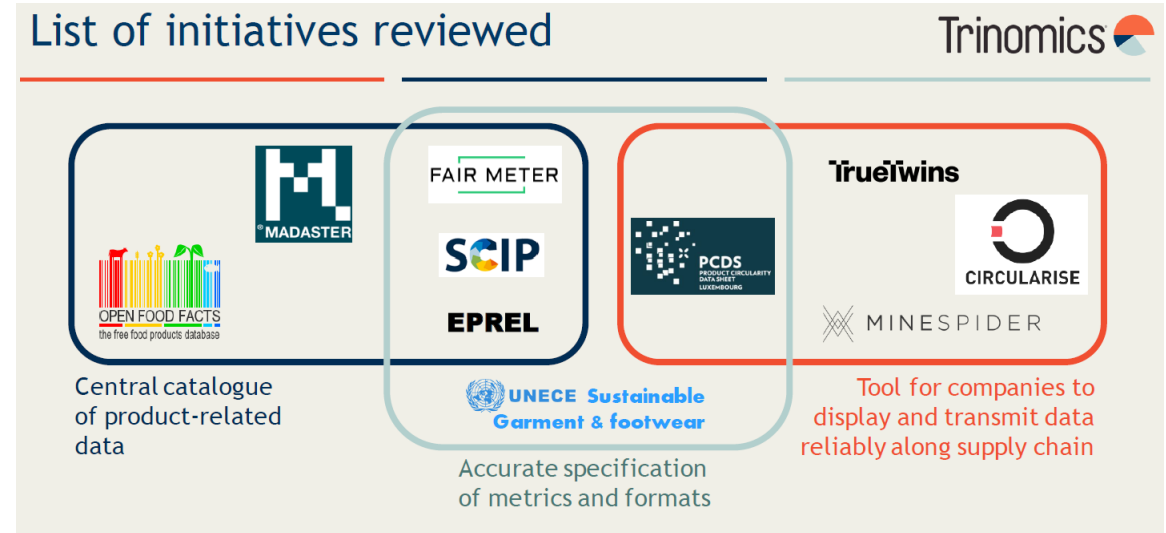 List of initiatives reviewed
Trinomics
MADASTER
OPEN FOOD FACTS
the free food products database
FAIR METER
SCIP
EPREL
UNECE Sustainable
Garment & footwear
PCDS
PRODUCT CIRCULARITY
DATA SHEET
LUXEMBOURG
TrueTwins
CIRCULARISE
MINESPIDER
Central catalogue
of product-related
data
Accurate specification
of metrics and formats
Tool for companies to
display and transmit data
reliably along supply chain